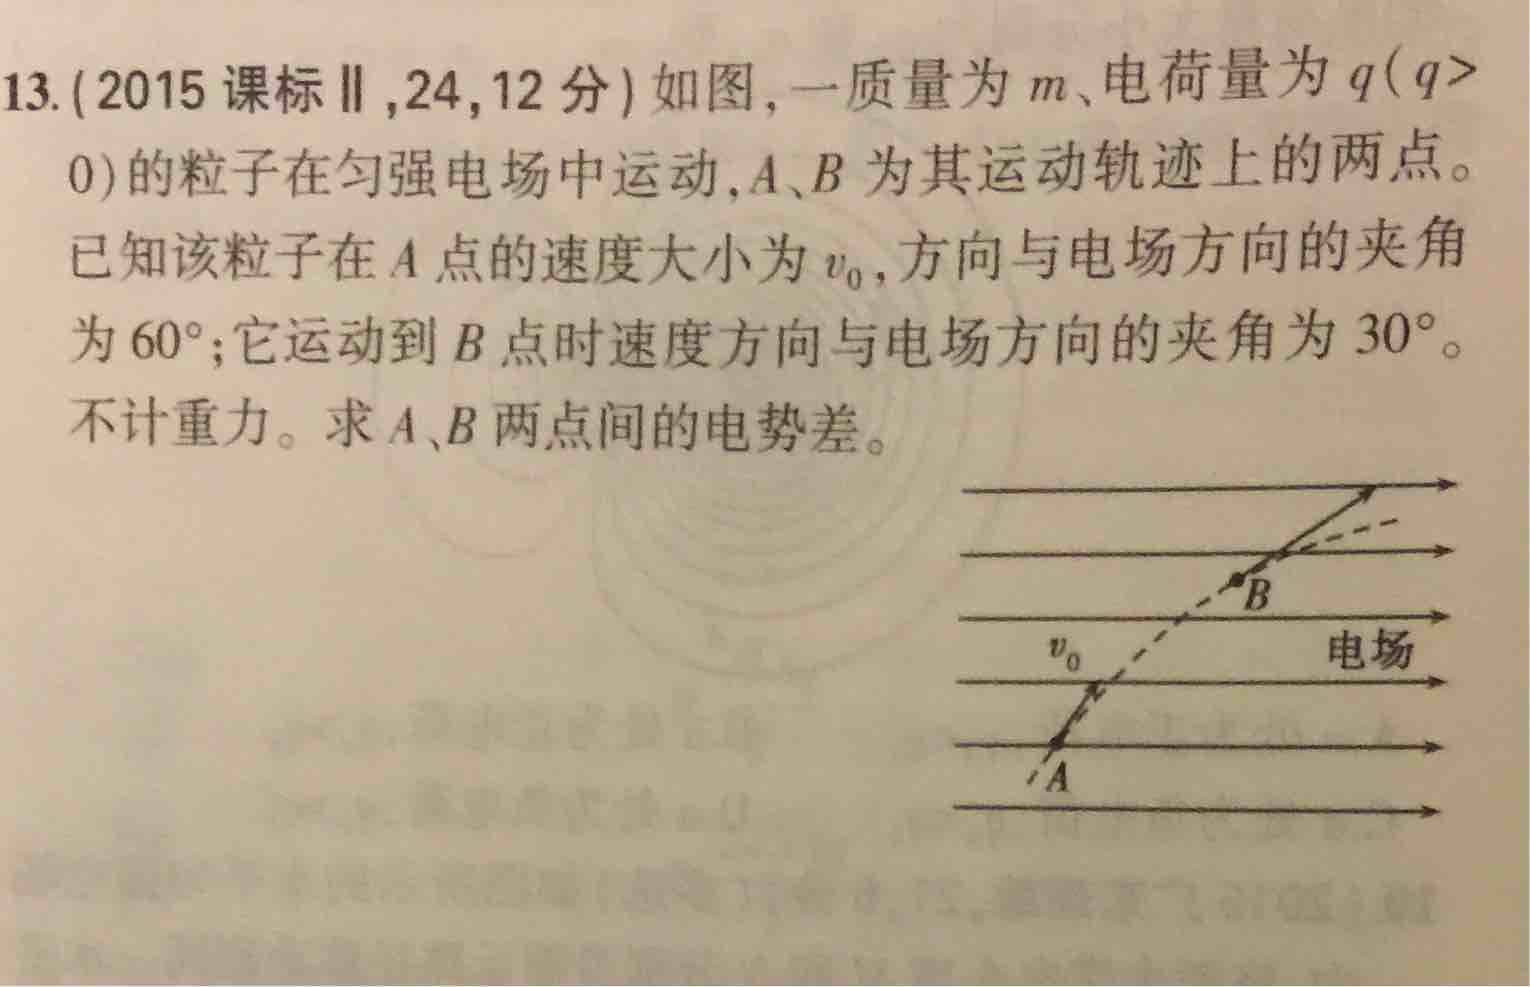 13.(2015 课标Ⅱ,24,12 分)如图,一质量为 m、电荷量为 q(q>
0)的粒子在匀强电场中运动,A、B 为其运动轨迹上的两点。
已知该粒子在 A 点的速度大小为 v₀,方向与电场方向的夹角
为 60°;它运动到 B 点时速度方向与电场方向的夹角为 30°。
不计重力。求 A、B 两点间的电势差。
B
v₀
电场
A